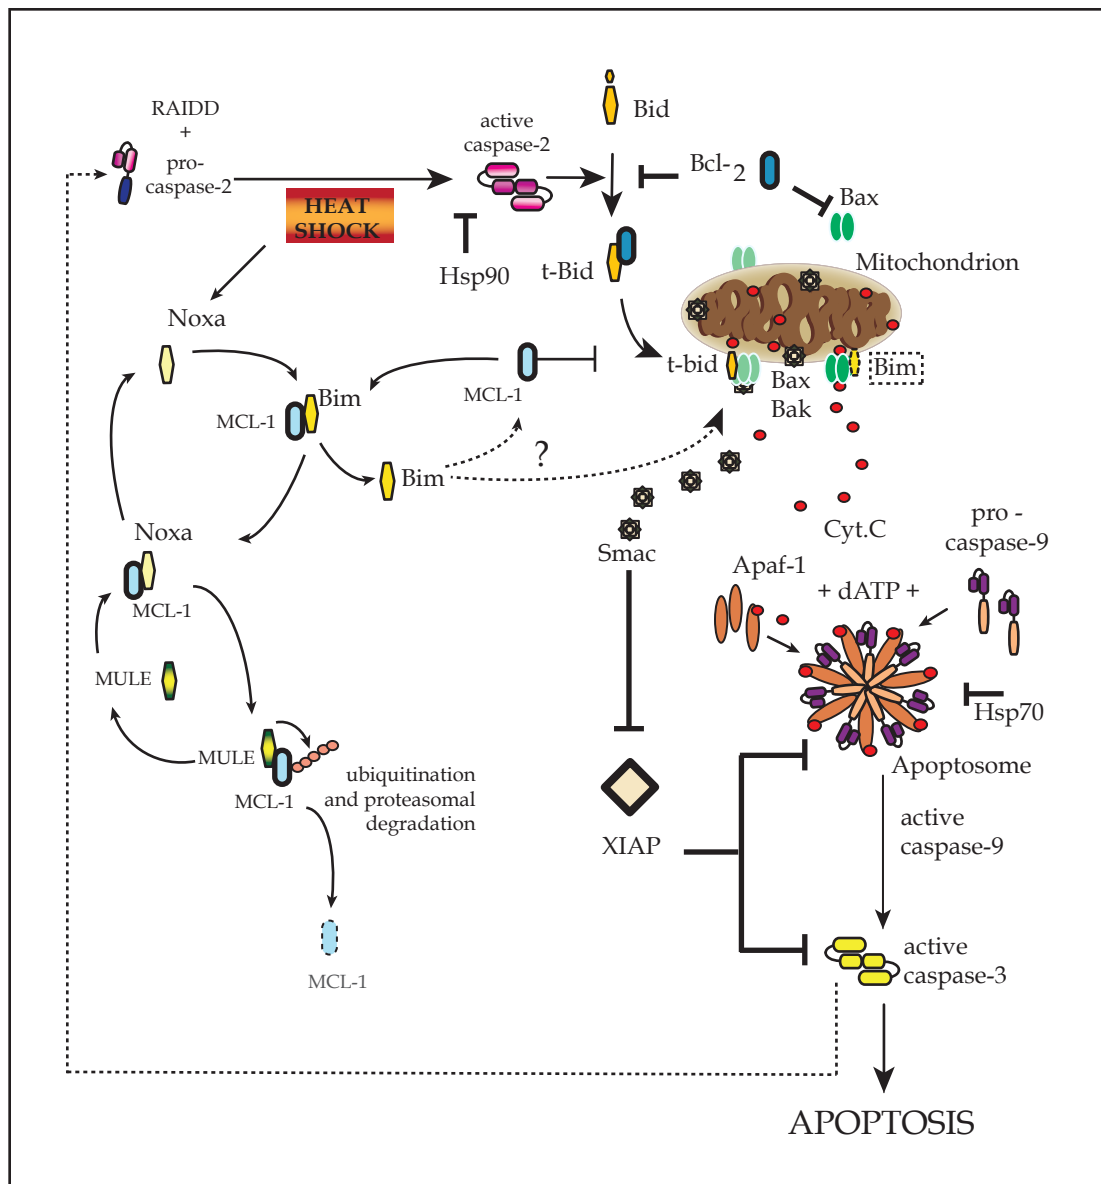 RAIDD
+
pro-
caspase-2
HEAT
SHOCK
active
caspase-2
Bid
Bcl-2
Bax
Hsp90
t-Bid
Mitochondrion
Noxa
t-bid
Bax
Bak
Bim
MCL-1
Bim
MCL-1
?
Bim
Noxa
MCL-1
Smac
Cyt.C
pro -
caspase-9
Apaf-1
+ dATP +
Hsp70
MULE
MULE
MCL-1
ubiquitination
and proteasomal
degradation
Apoptosome
XIAP
active
caspase-9
MCL-1
active
caspase-3
APOPTOSIS